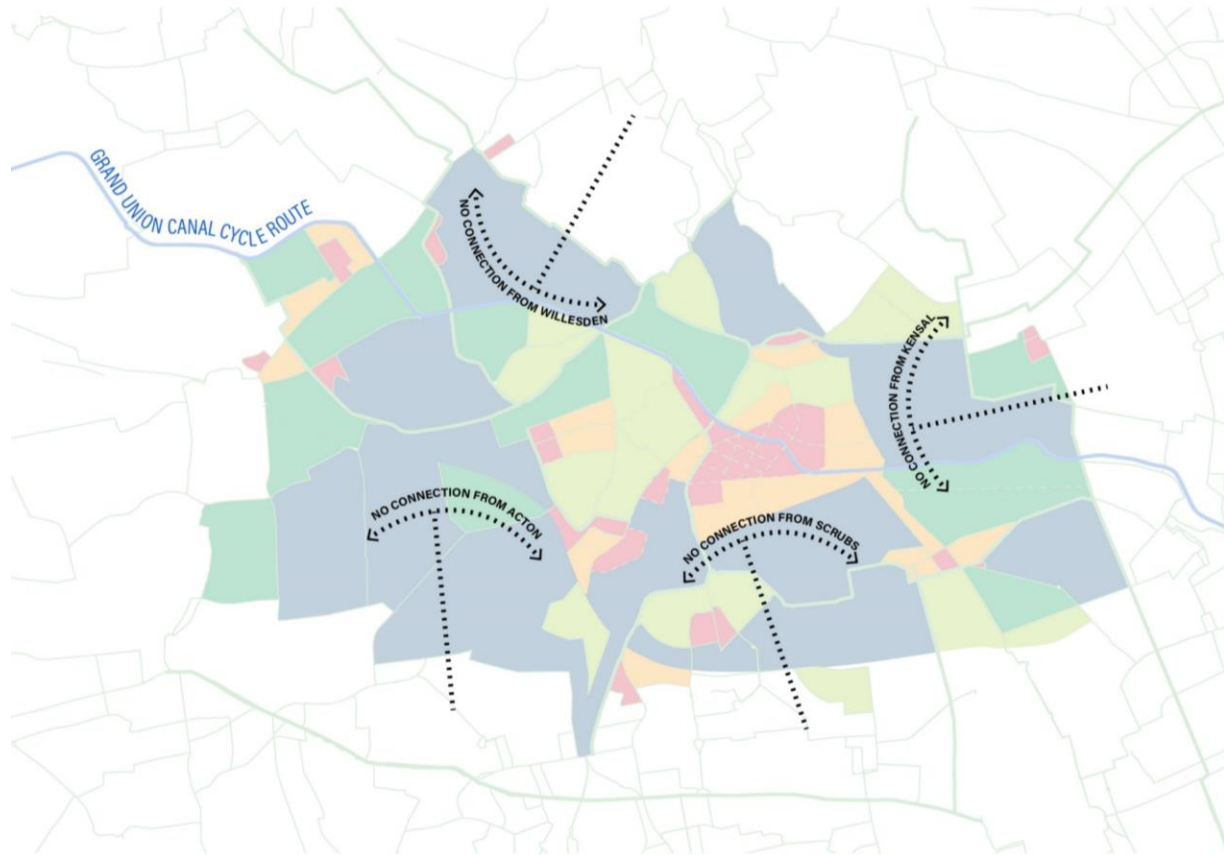 GRAND UNION CANAL CYCLE ROUTE
NO CONNECTION FROM WILLESDEN
NO CONNECTION FROM KENSAL
NO CONNECTION FROM ACTON
NO CONNECTION FROM SCRUBS